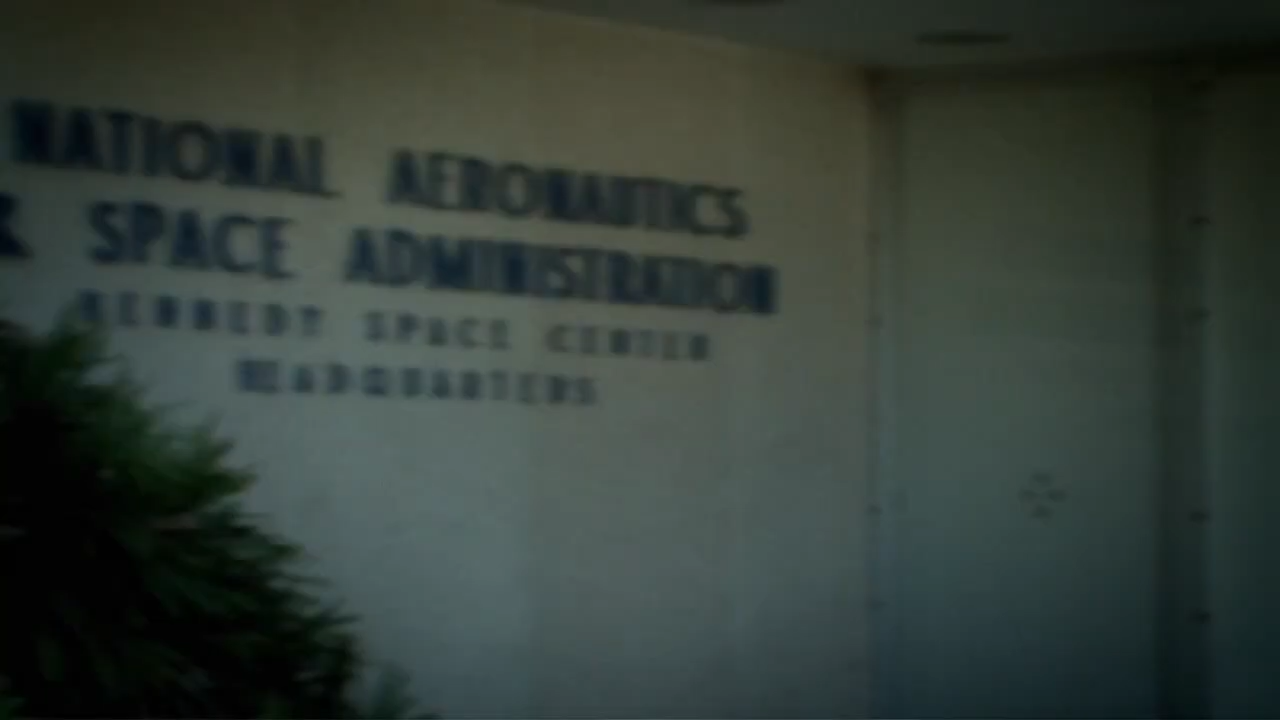 NATIONAL AERONAUTICS
& SPACE ADMINISTRATION
KENNEDY SPACE CENTER
HEADQUARTERS